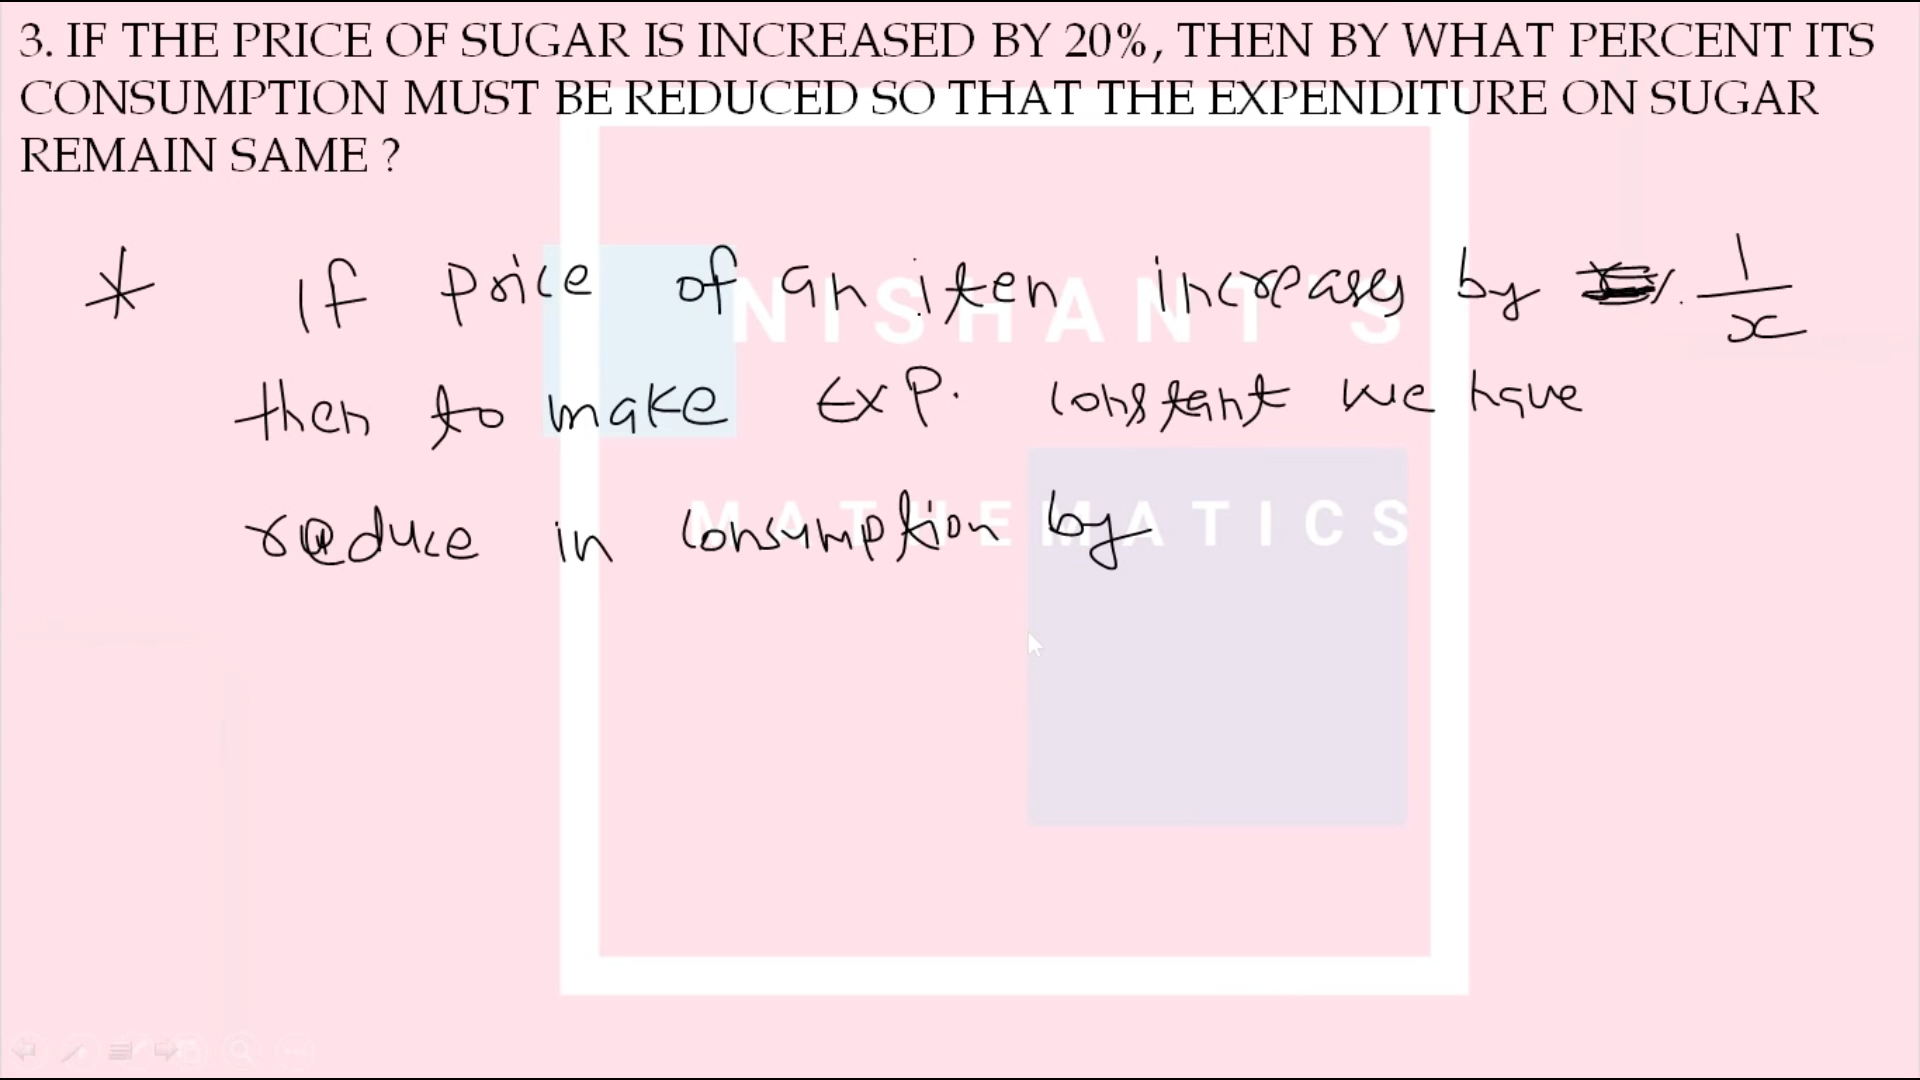 3. IF THE PRICE OF SUGAR IS INCREASED BY 20%, THEN BY WHAT PERCENT ITS
CONSUMPTION MUST BE REDUCED SO THAT THE EXPENDITURE ON SUGAR
REMAIN SAME ?
* If price of an item increases by % 1/x
then to make Exp. constant we have
reduce in consumption by
NISHANT'S
MATHEMATICS